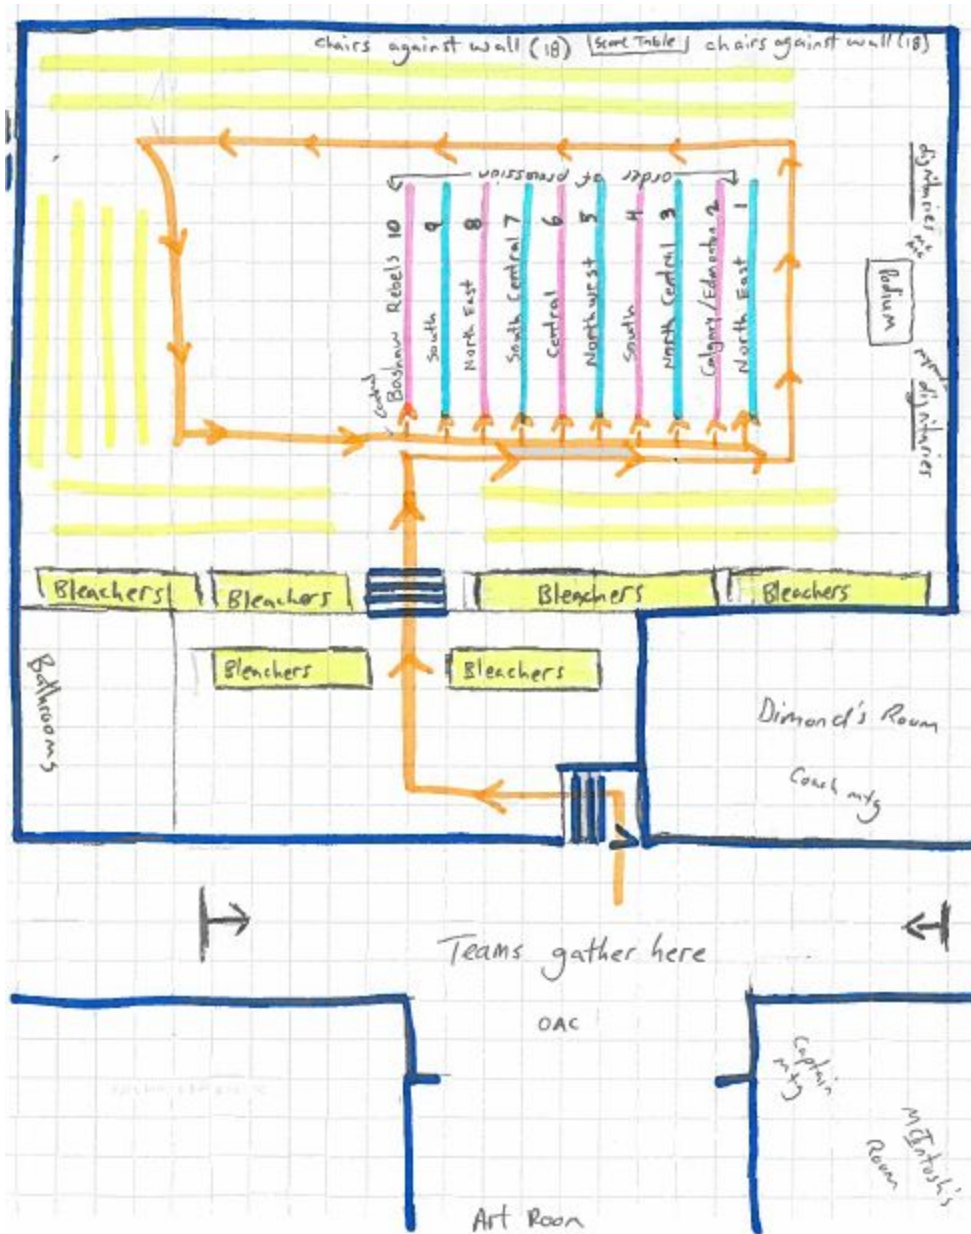 chairs against wall (18)
Score Table
chairs against wall (18)
order of procession
10
9
8
7
6
5
4
3
2
1
Bashaw Rebels
South
North East
South Central
Central
Northwest
South
North Central
Calgary/Edmonton
North East
dignitaries
Podium
dignitaries
Bleachers
Bleachers
Bleachers
Bleachers
Bleachers
Bleachers
Bathrooms
Dimond's Room
Coach mtg
Teams gather here
OAC
Captain
mtg
McIntosh's
Room
Art Room